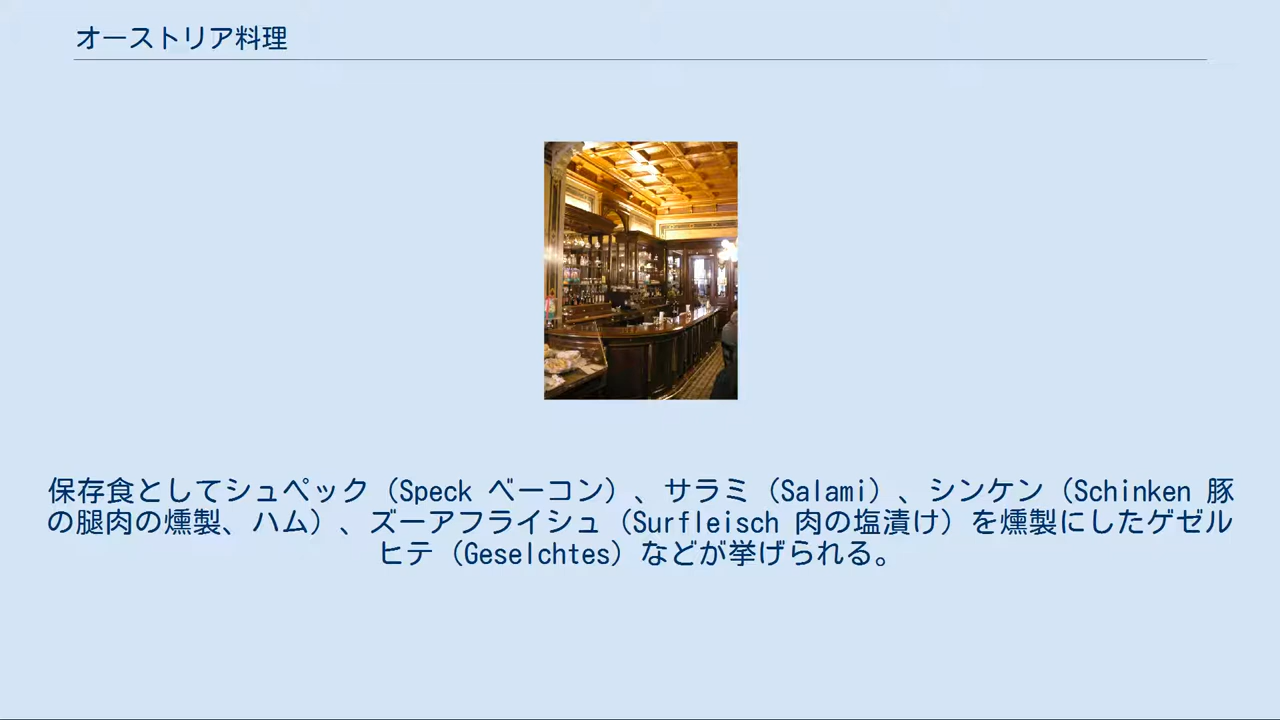 オーストリア料理
保存食としてシュペック（Speck ベーコン）、サラミ（Salami）、シンケン（Schinken 豚
の腿肉の燻製、ハム）、ズーアフライシュ（Surfleisch 肉の塩漬け）を燻製にしたゲゼル
ヒテ（Geselchtes）などが挙げられる。